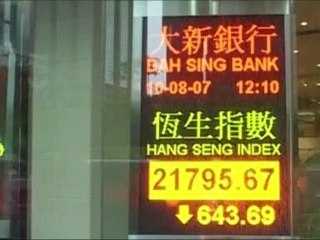 大新銀行
DAH SING BANK
10-08-07 12:10
恆生指數
HANG SENG INDEX
21795.67
↓643.69